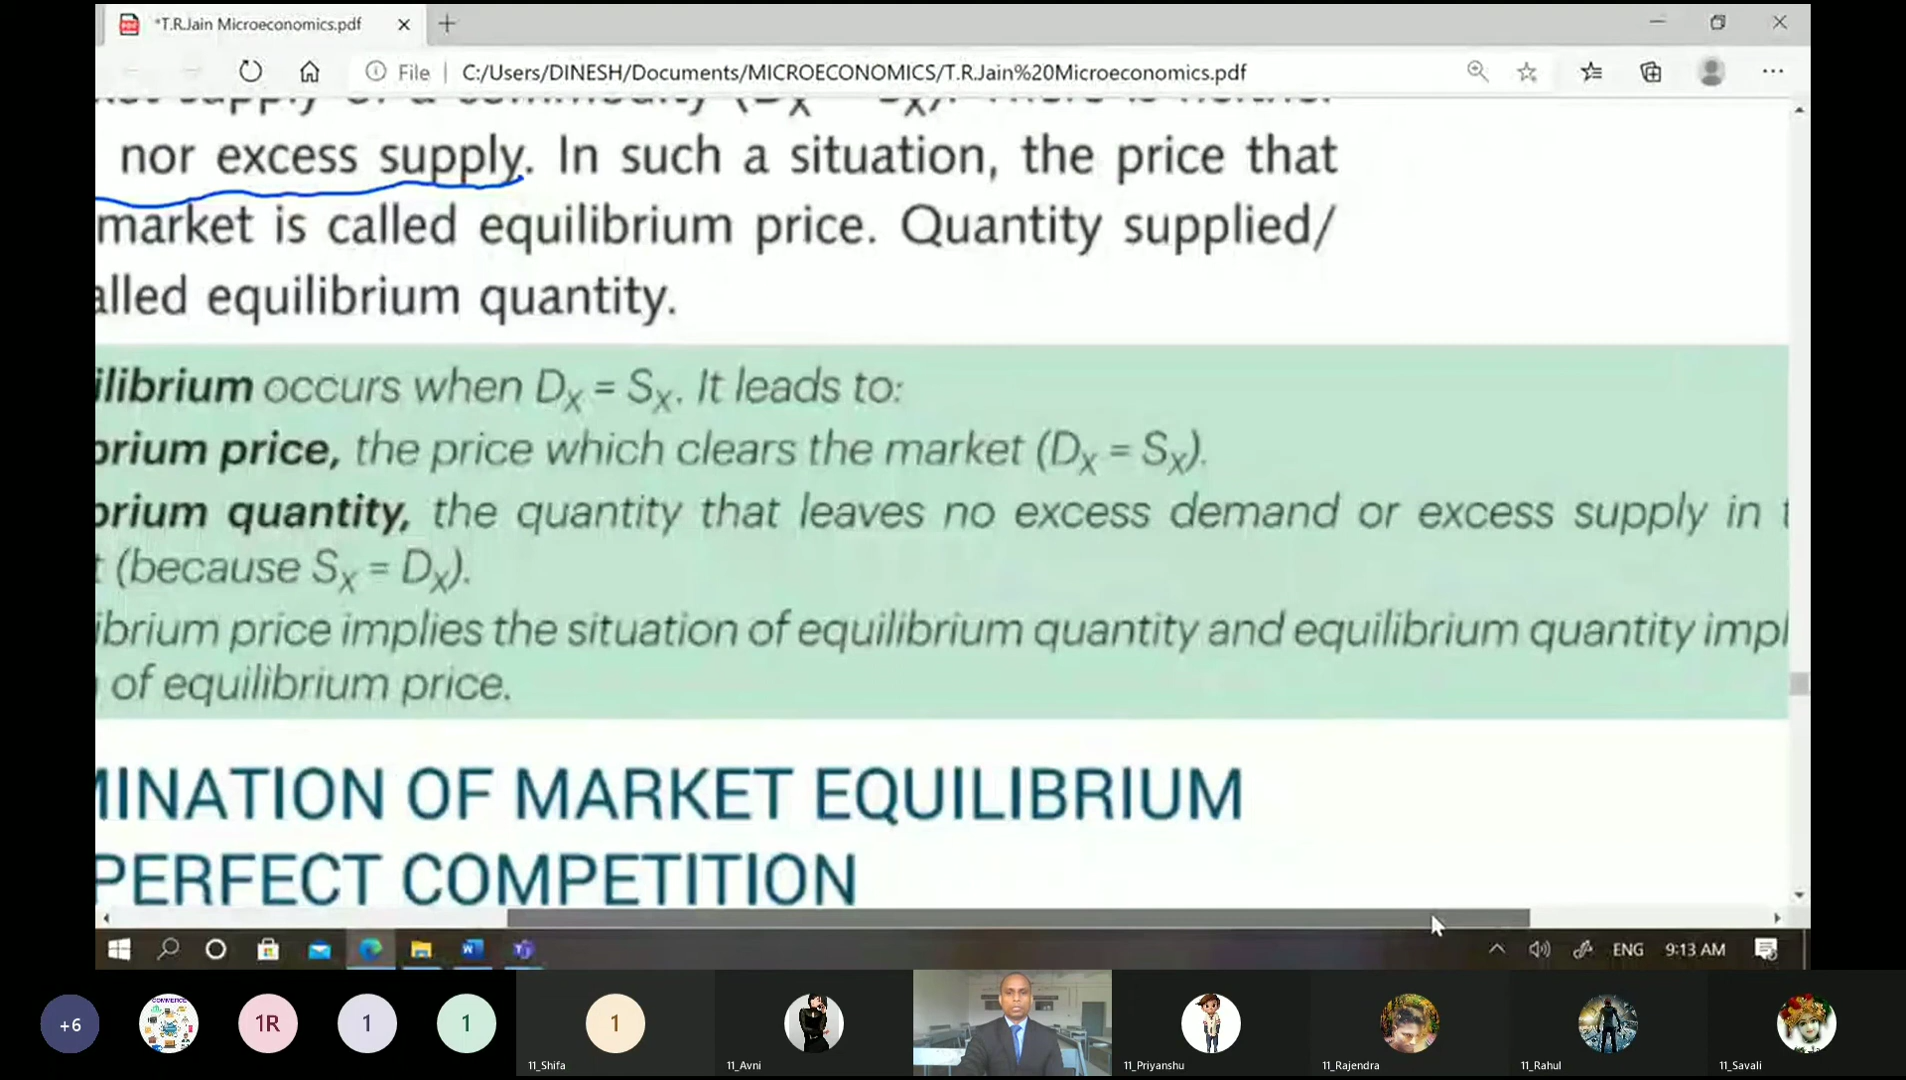 *T.R.Jain Microeconomics.pdf
File | C:/Users/DINESH/Documents/MICROECONOMICS/T.R.Jain%20Microeconomics.pdf
nor excess supply. In such a situation, the price that
market is called equilibrium price. Quantity supplied/
alled equilibrium quantity.
ilibrium occurs when Dx = Sx. It leads to:
brium price, the price which clears the market (Dx = Sx).
brium quantity, the quantity that leaves no excess demand or excess supply in t
t (because Sx = Dx).
ibrium price implies the situation of equilibrium quantity and equilibrium quantity impl
of equilibrium price.
MINATION OF MARKET EQUILIBRIUM
PERFECT COMPETITION
ENG 9:13 AM
+6 COMMERCE 1R 1 1 1
11_Shifa 11_Avni 11_Priyanshu 11_Rajendra 11_Rahul 11_Savali